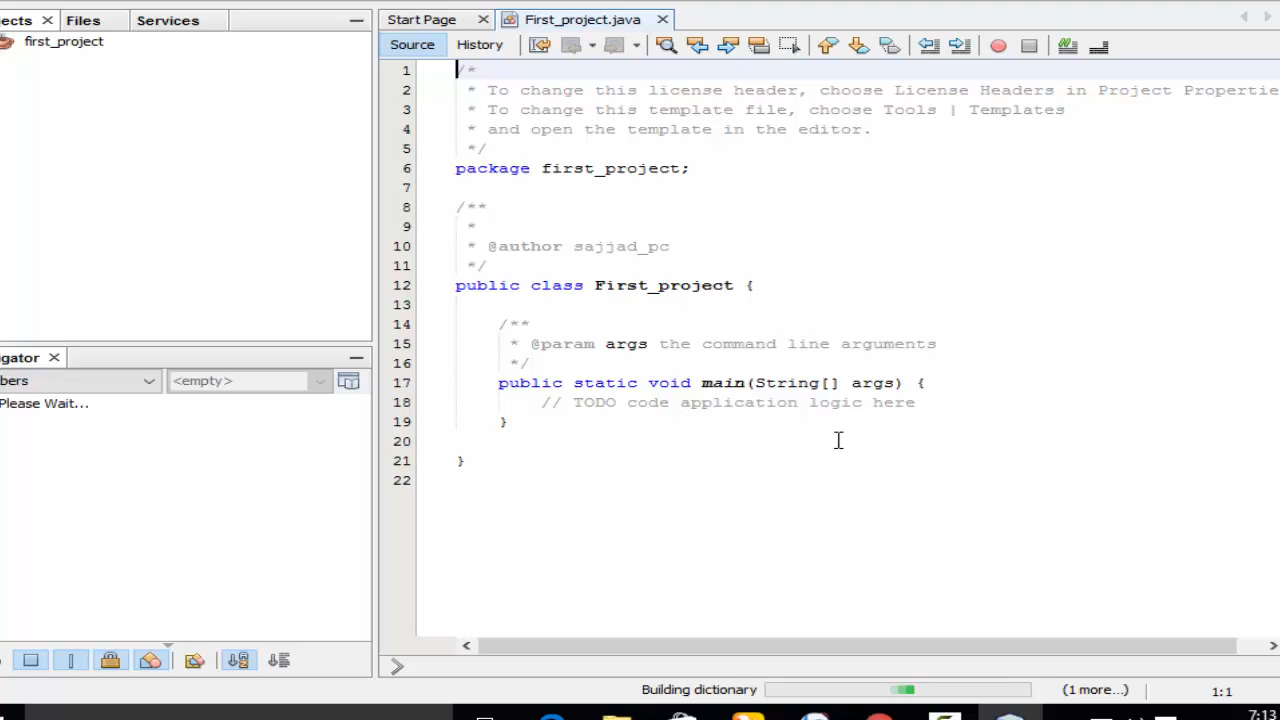 jects Files Services
first_project
Start Page First_project.java
Source History
1 /*
2 * To change this license header, choose License Headers in Project Propertie
3 * To change this template file, choose Tools | Templates
4 * and open the template in the editor.
5 */
6 package first_project;
7
8 /**
9 *
10 * @author sajjad_pc
11 */
12 public class First_project {
13
14 /**
15 * @param args the command line arguments
16 */
17 public static void main(String[] args) {
18 // TODO code application logic here
19 }
20
21 }
22
igator
bers <empty>
Please Wait...
Building dictionary (1 more...) 1:1
7:13